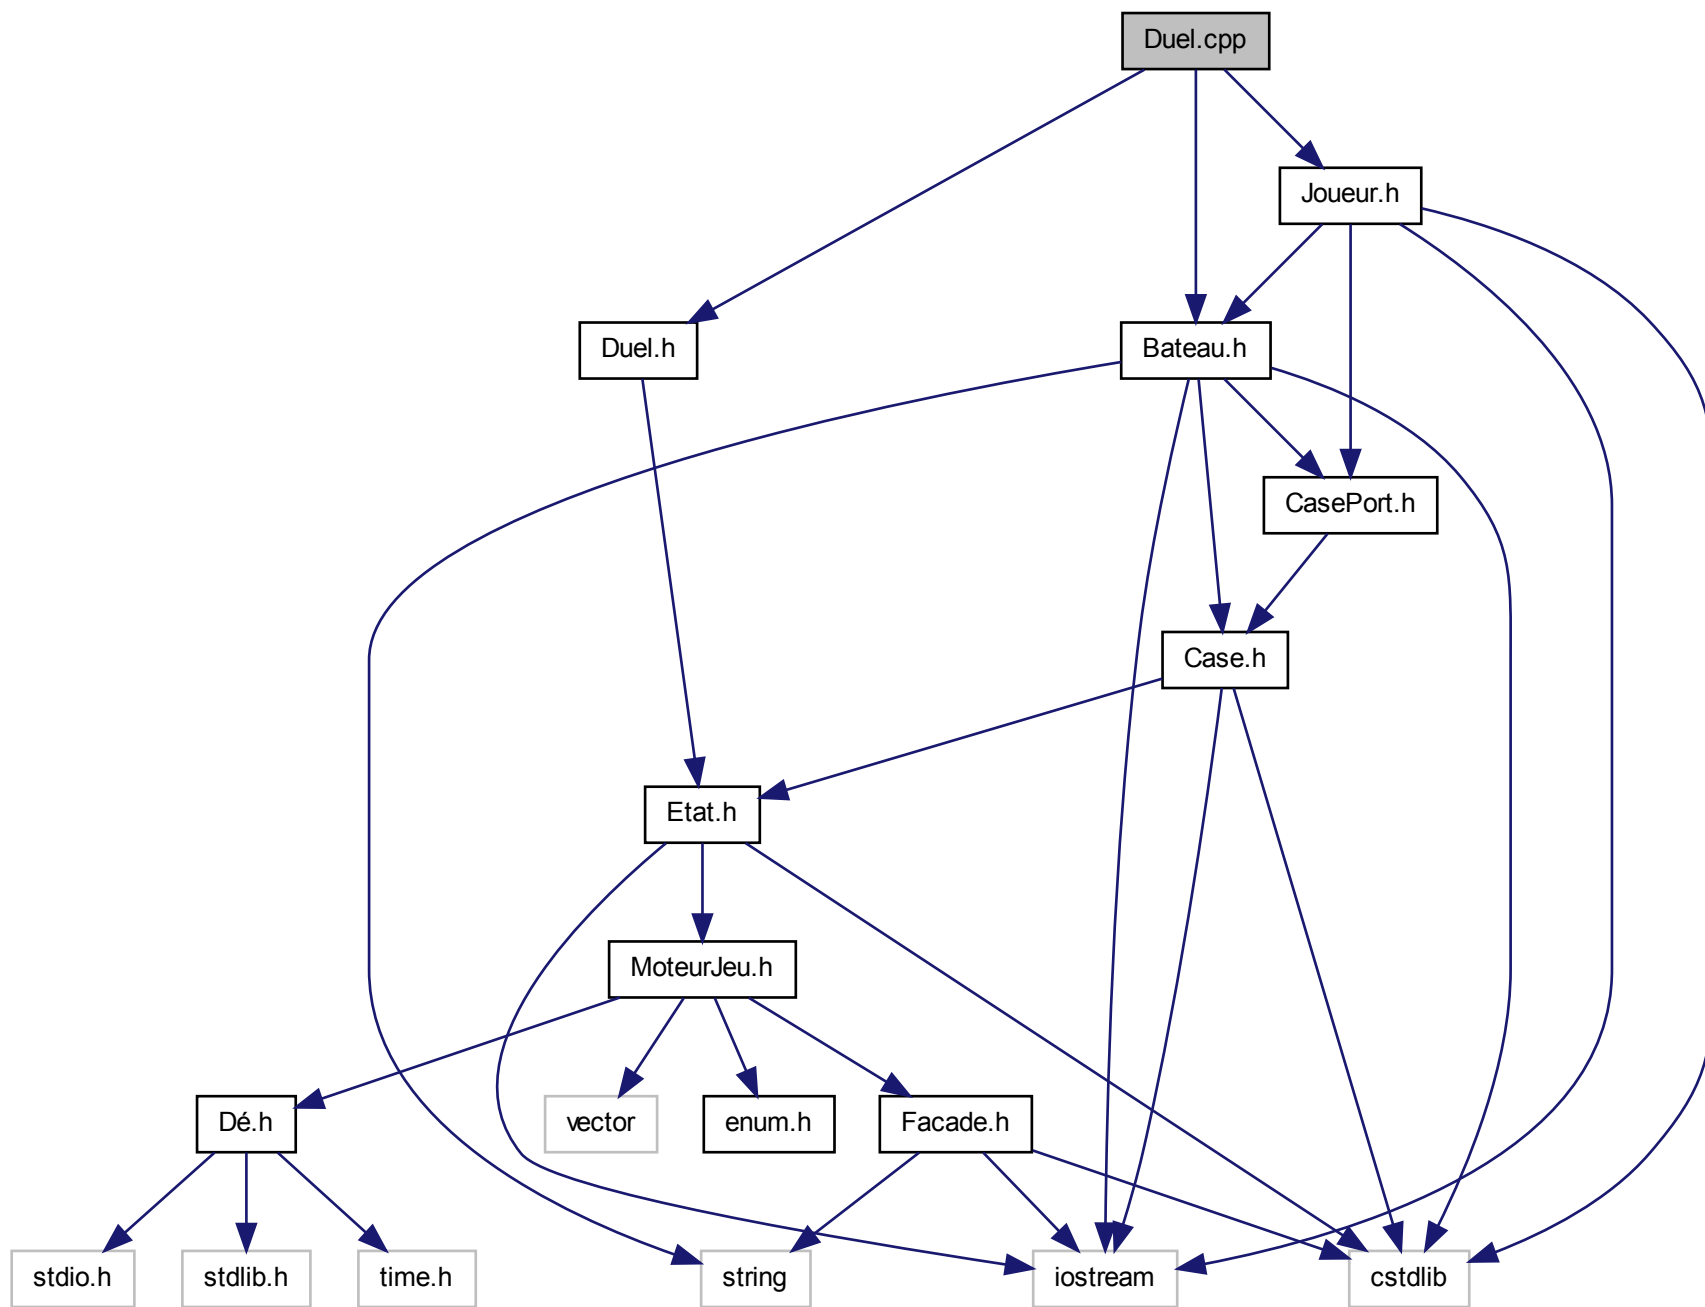 Duel.cpp
Joueur.h
Duel.h
Bateau.h
CasePort.h
Case.h
Etat.h
MoteurJeu.h
Dé.h
vector
enum.h
Facade.h
stdio.h
stdlib.h
time.h
string
iostream
cstdlib